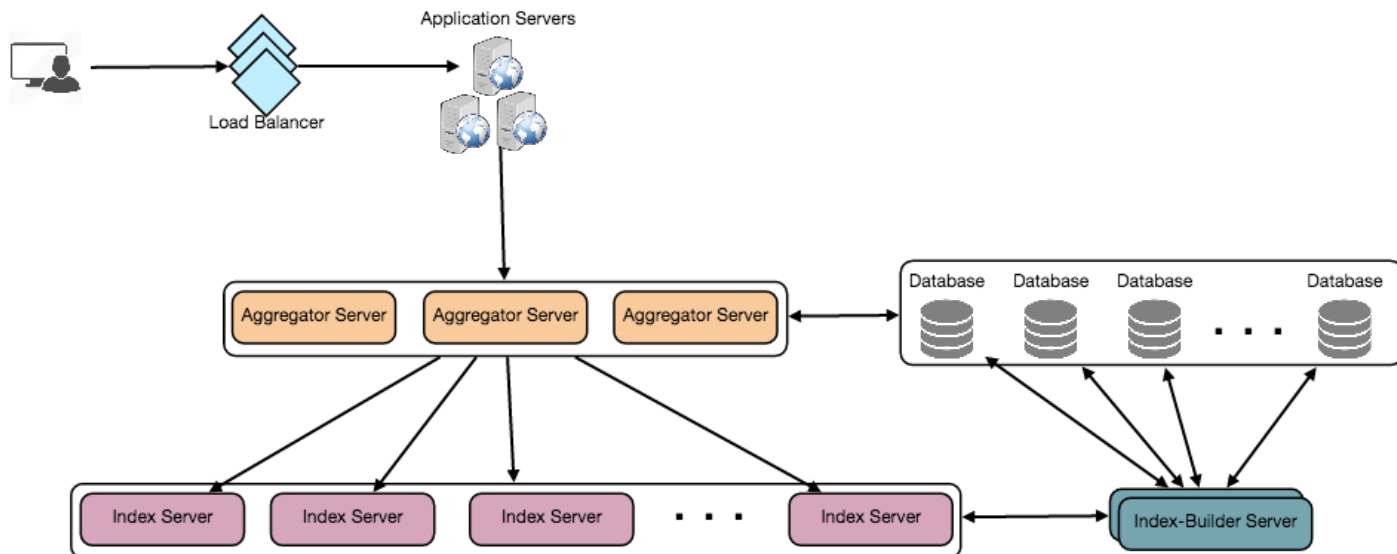 Application Servers
Load Balancer
Aggregator Server
Aggregator Server
Aggregator Server
Database
Database
Database
Database
Index Server
Index Server
Index Server
Index Server
Index-Builder Server